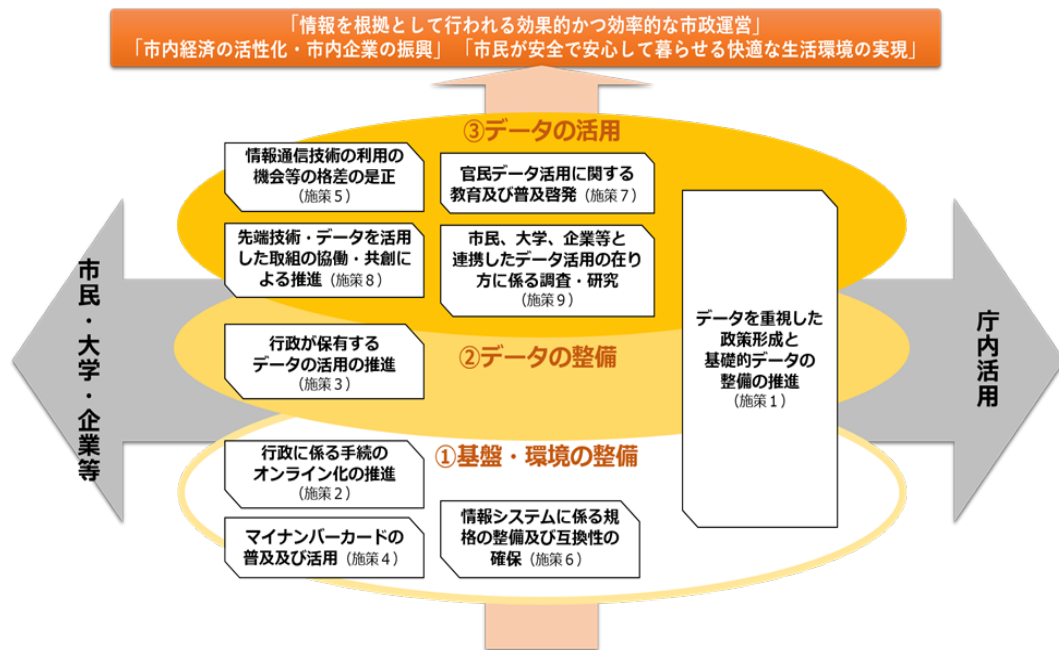 「情報を根拠として行われる効果的かつ効率的な市政運営」
「市内経済の活性化・市内企業の振興」「市民が安全で安心して暮らせる快適な生活環境の実現」
③データの活用
情報通信技術の利用の
機会等の格差の是正
(施策5)
官民データ活用に関する
教育及び普及啓発(施策7)
先端技術・データを活用
した取組の協働・共創に
よる推進(施策8)
市民、大学、企業等と
連携したデータ活用の在り
方に係る調査・研究
(施策9)
データを重視した
政策形成と
基礎的データの
整備の推進
(施策1)
市民・大学・企業等
庁内活用
②データの整備
行政が保有する
データの活用の推進
(施策3)
①基盤・環境の整備
行政に係る手続の
オンライン化の推進
(施策2)
マイナンバーカードの
普及及び活用(施策4)
情報システムに係る規
格の整備及び互換性の
確保(施策6)